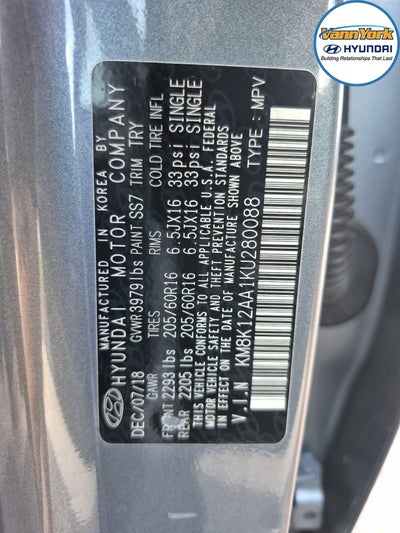 VannYork
HYUNDAI
Building Relationships That Last
MANUFACTURED IN KOREA BY
HYUNDAI MOTOR COMPANY
DEC/07/18 GVWR3979lbs PAINT SS7 TRIM TRY
GAWR TIRES RIMS COLD TIRE INFL
FRONT 2293 lbs 205/60R16 6.5JX16 33psi SINGLE
REAR 2205 lbs 205/60R16 6.5JX16 33psi SINGLE
THIS VEHICLE CONFORMS TO ALL APPLICABLE U.S.A. FEDERAL
MOTOR VEHICLE SAFETY AND THEFT PREVENTION STANDARDS
IN EFFECT ON THE DATE OF MANUFACTURE SHOWN ABOVE
V.I.N KM8K12AA1KU280088 TYPE: MPV